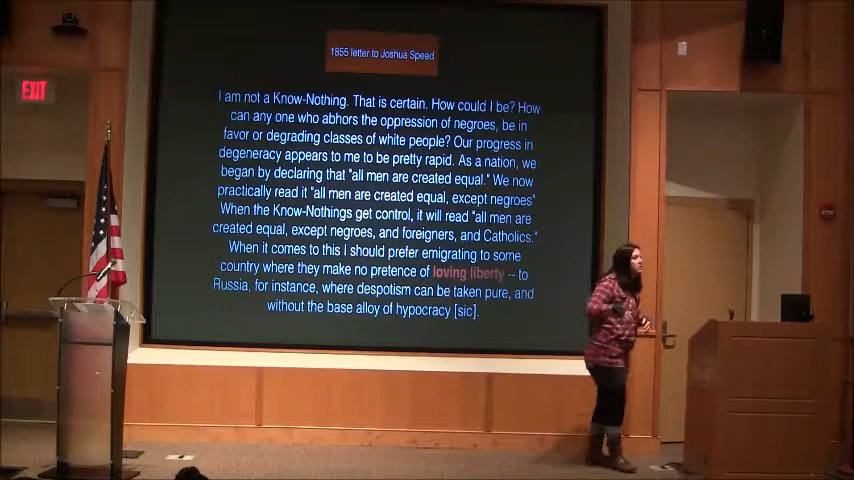 EXIT
1855 letter to Joshua Speed
I am not a Know-Nothing. That is certain. How could I be? How
can any one who abhors the oppression of negroes, be in
favor or degrading classes of white people? Our progress in
degeneracy appears to me to be pretty rapid. As a nation, we
began by declaring that "all men are created equal." We now
practically read it "all men are created equal, except negroes"
When the Know-Nothings get control, it will read "all men are
created equal, except negroes, and foreigners, and Catholics."
When it comes to this I should prefer emigrating to some
country where they make no pretence of loving liberty -- to
Russia, for instance, where despotism can be taken pure, and
without the base alloy of hypocracy [sic].